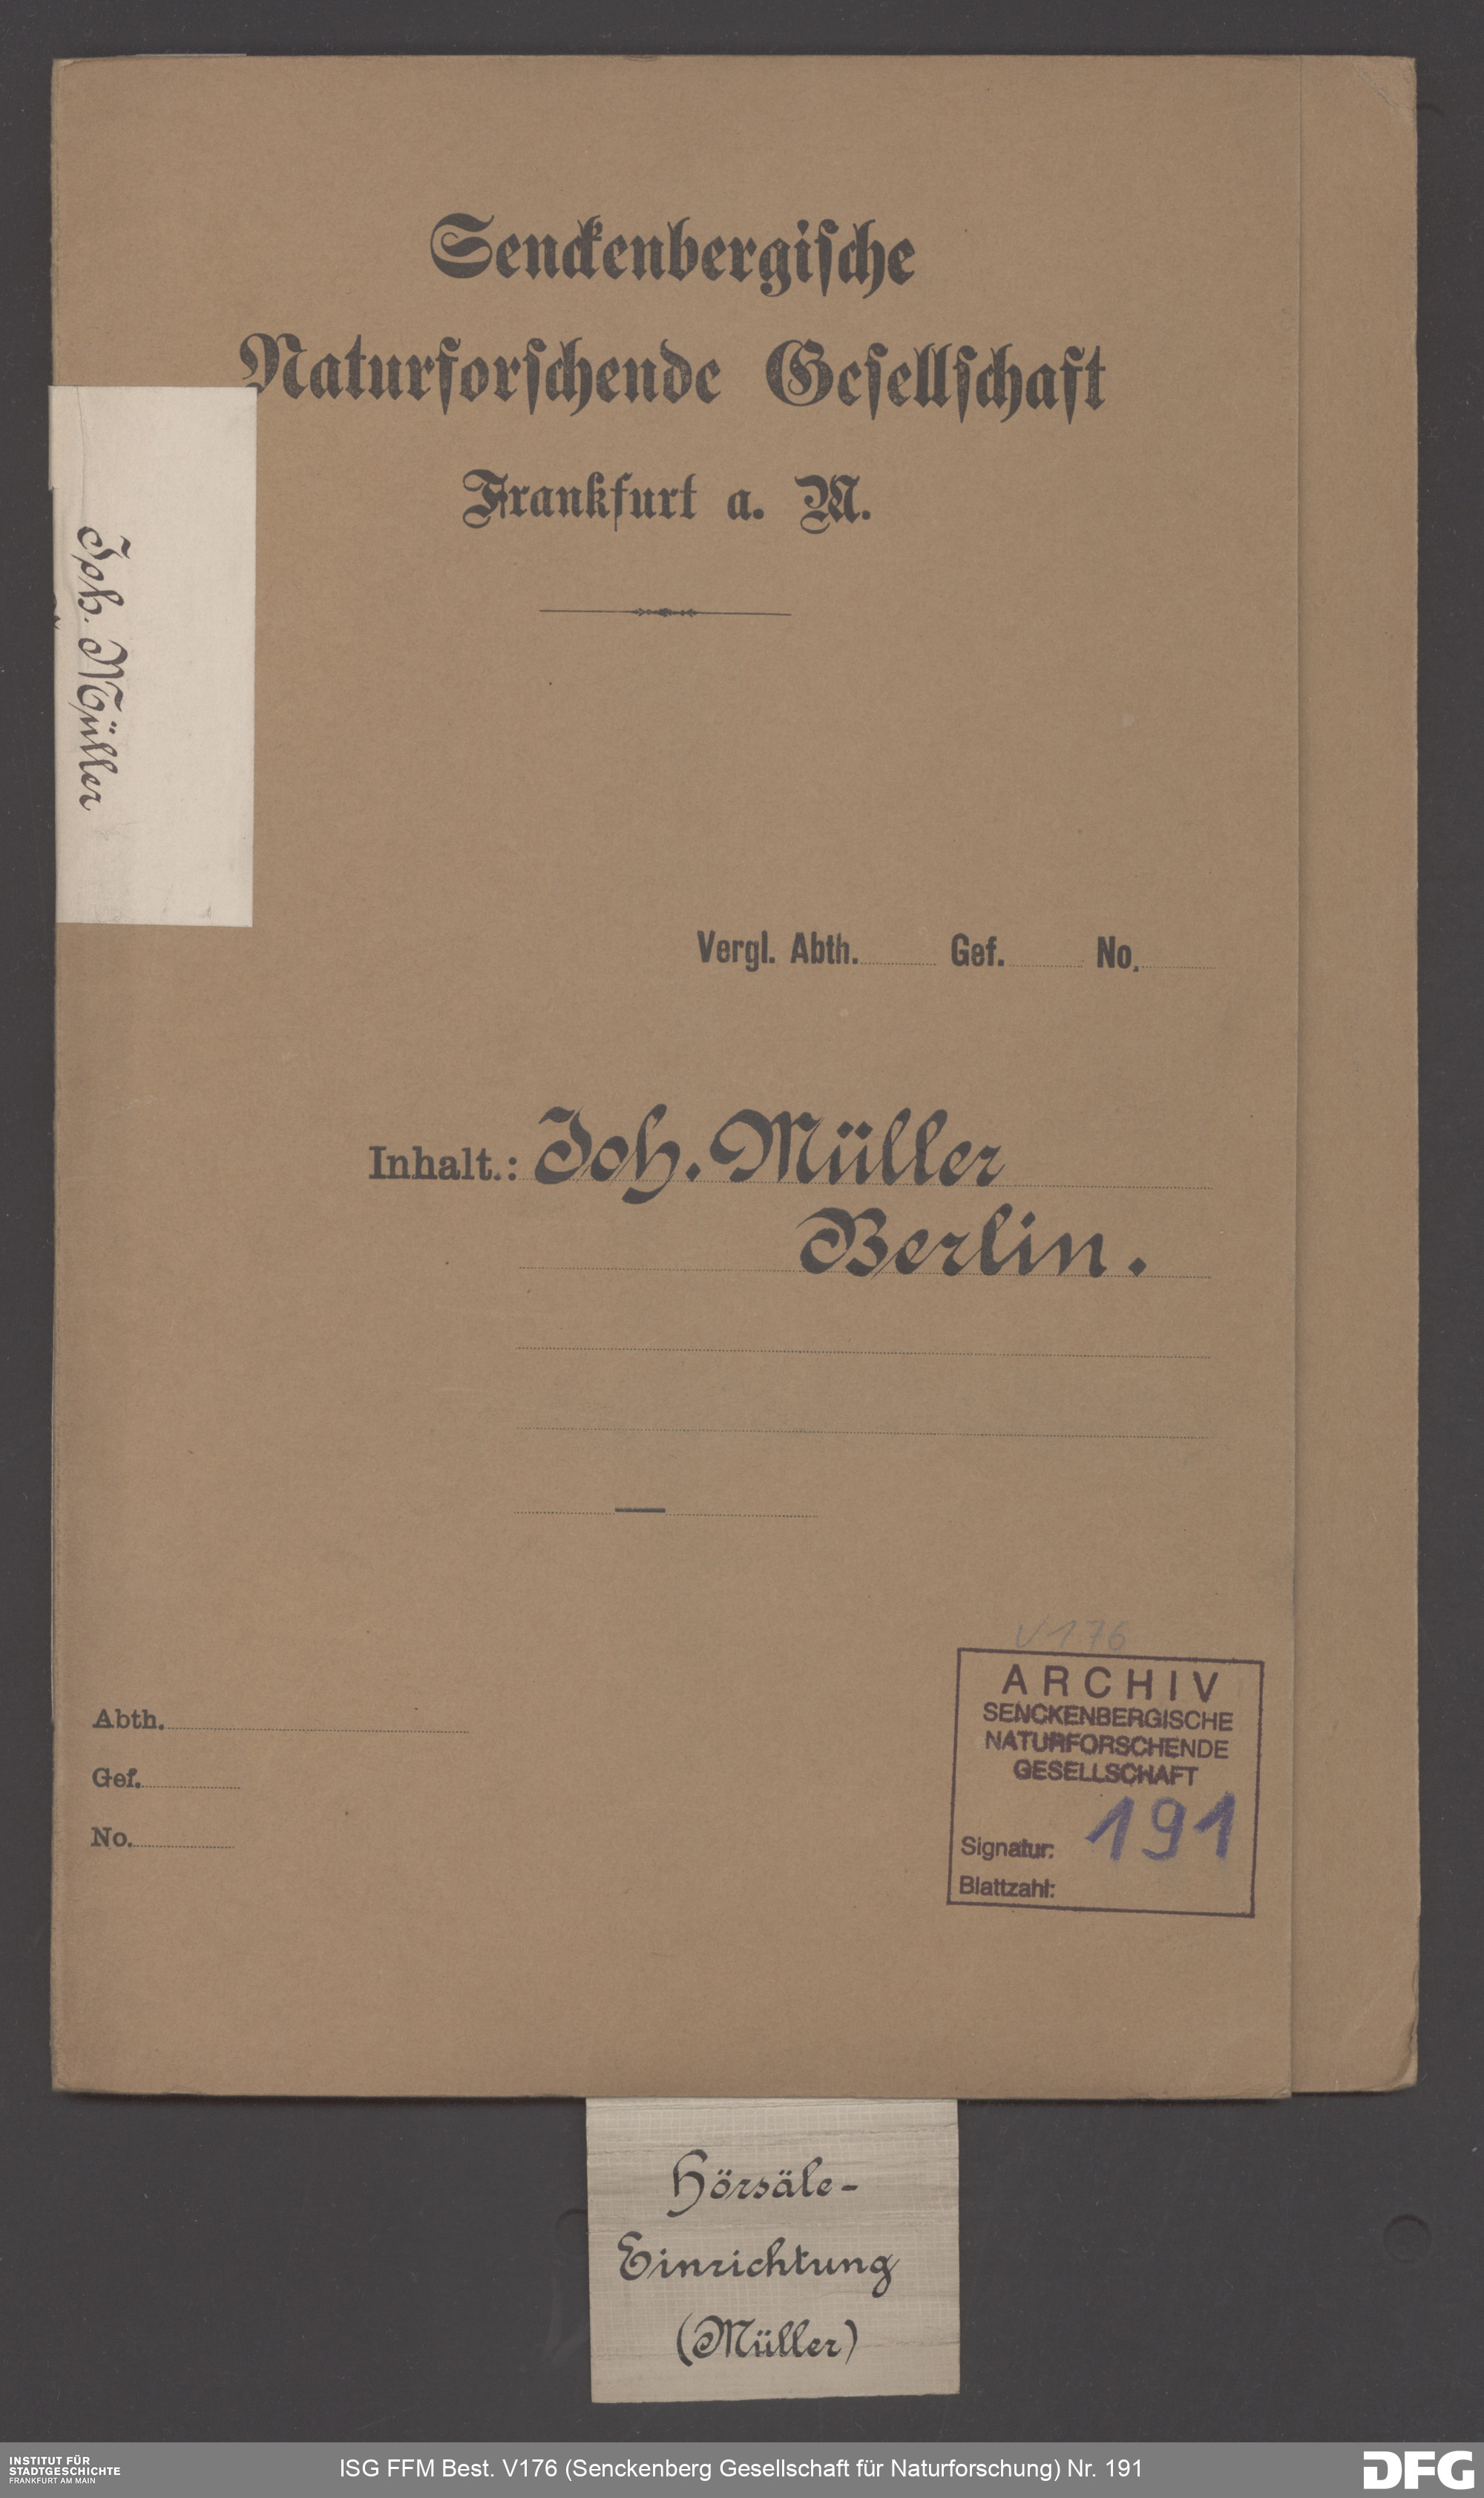 Senckenbergische
Naturforschende Gesellschaft
Frankfurt a. M.
Joh. Müller
Vergl. Abth. Gef. No.
Inhalt.: Joh. Müller
Berlin.
—
V 176
ARCHIV
SENCKENBERGISCHE
NATURFORSCHENDE
GESELLSCHAFT
Signatur: 191
Blattzahl:
Abth.
Gef.
No.
Hörsäle-
Einrichtung
(Müller)
INSTITUT FÜR
STADTGESCHICHTE
FRANKFURT AM MAIN
ISG FFM Best. V176 (Senckenberg Gesellschaft für Naturforschung) Nr. 191
DFG